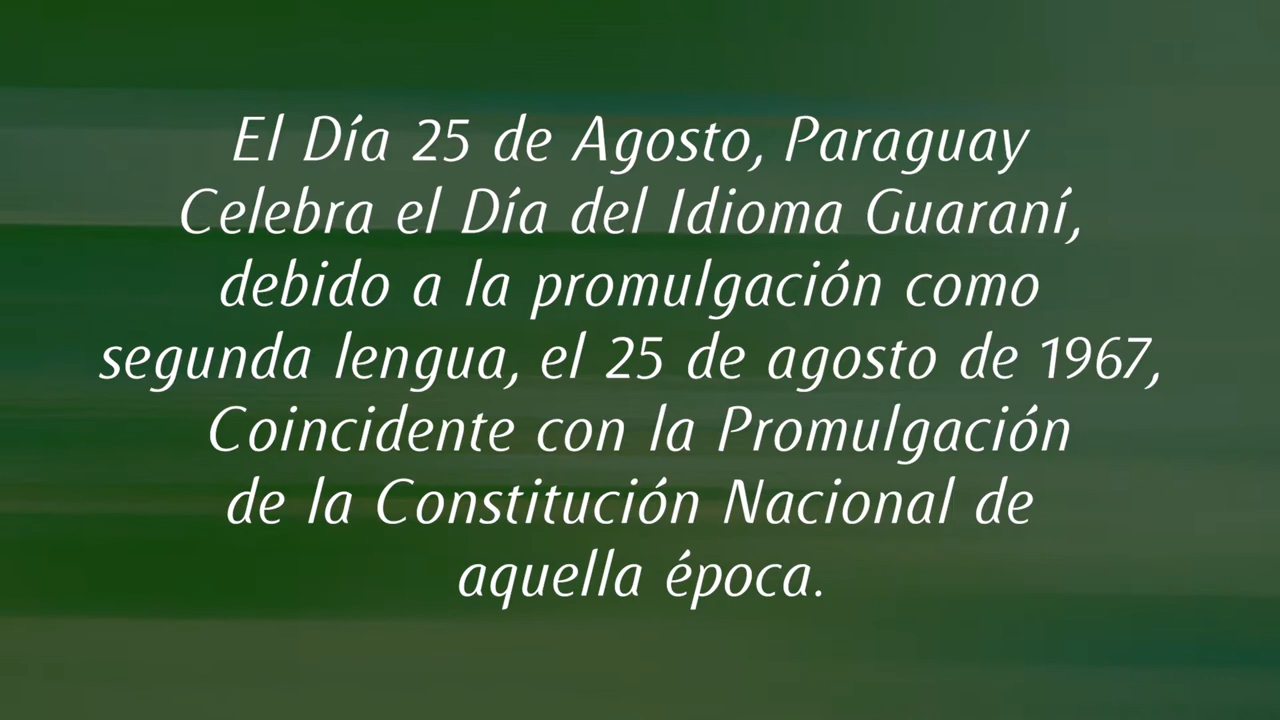 El Día 25 de Agosto, Paraguay
Celebra el Día del Idioma Guaraní,
debido a la promulgación como
segunda lengua, el 25 de agosto de 1967,
Coincidente con la Promulgación
de la Constitución Nacional de
aquella época.